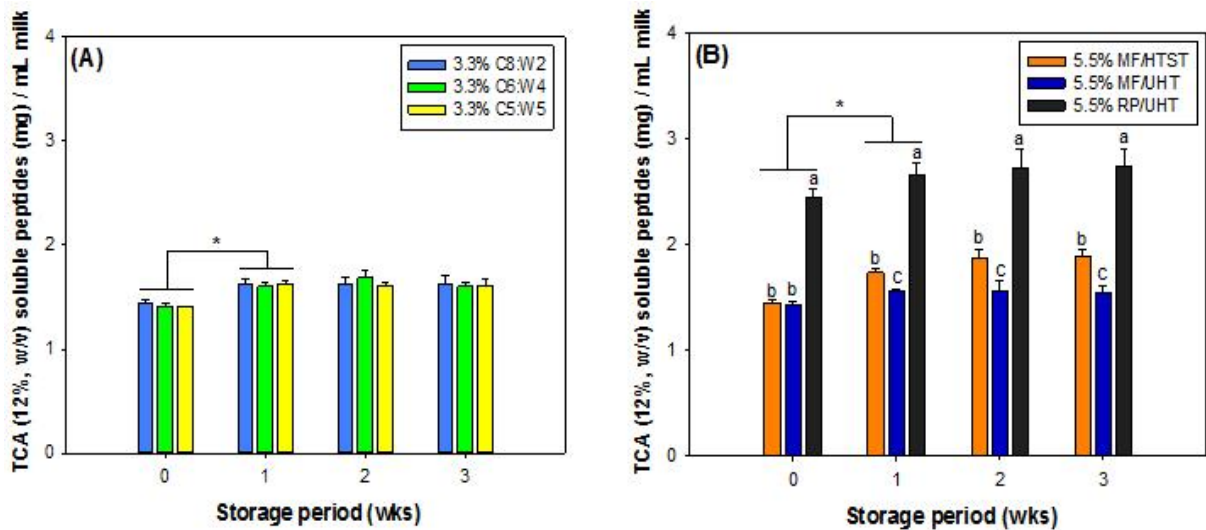 TCA (12%, w/v) soluble peptides (mg) / mL milk
4
3
2
1
0
(A)
3.3% C8:W2
3.3% C6:W4
3.3% C5:W5
*
0 1 2 3
Storage period (wks)
TCA (12%, w/v) soluble peptides (mg) / mL milk
4
3
2
1
0
(B)
5.5% MF/HTST
5.5% MF/UHT
5.5% RP/UHT
*
b b a
b c a
b c a
b c a
0 1 2 3
Storage period (wks)